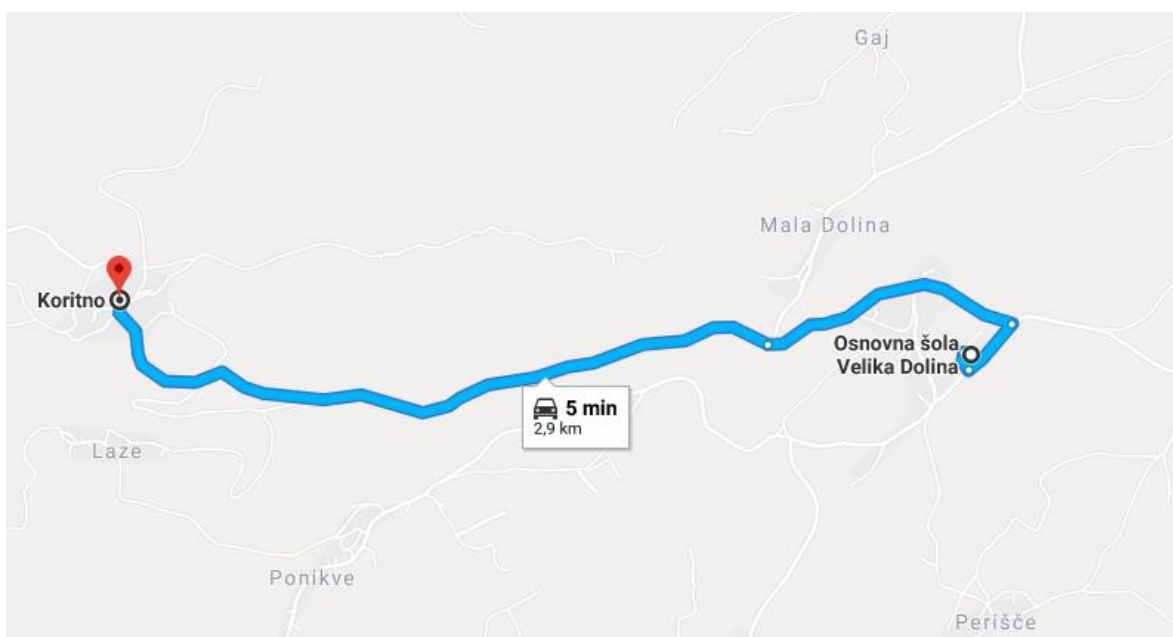 Gaj
Mala Dolina
Koritno
Osnovna šola
Velika Dolina
5 min
2,9 km
Laze
Ponikve
Perišče